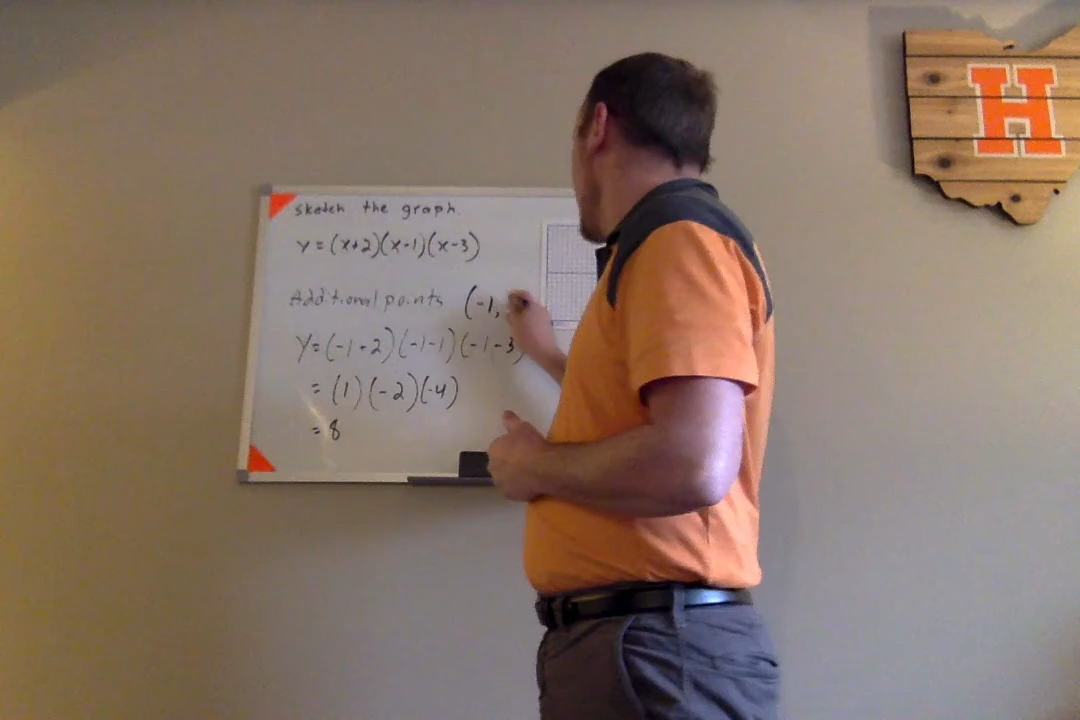 sketch the graph.
y = (x+2)(x-1)(x-3)
Additional points (-1,
y = (-1+2)(-1-1)(-1-3)
= (1)(-2)(-4)
= 8
H